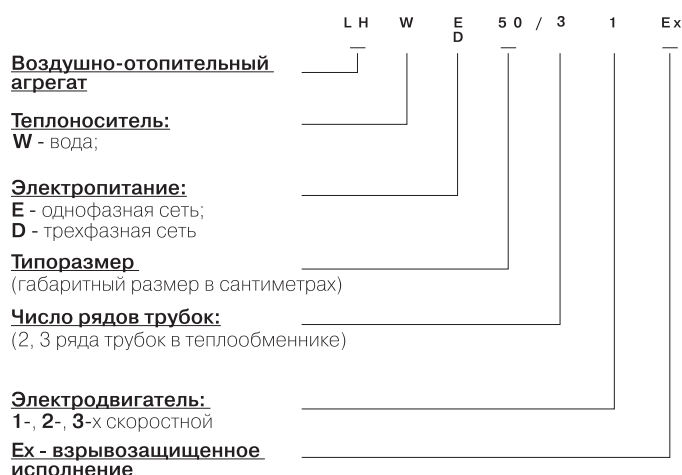 LH W E 50 / 3 1 Ex
D
Воздушно-отопительный
агрегат
Теплоноситель:
W - вода;
Электропитание:
E - однофазная сеть;
D - трехфазная сеть
Типоразмер
(габаритный размер в сантиметрах)
Число рядов трубок:
(2, 3 ряда трубок в теплообменнике)
Электродвигатель:
1-, 2-, 3-х скоростной
Ex - взрывозащищенное
исполнение